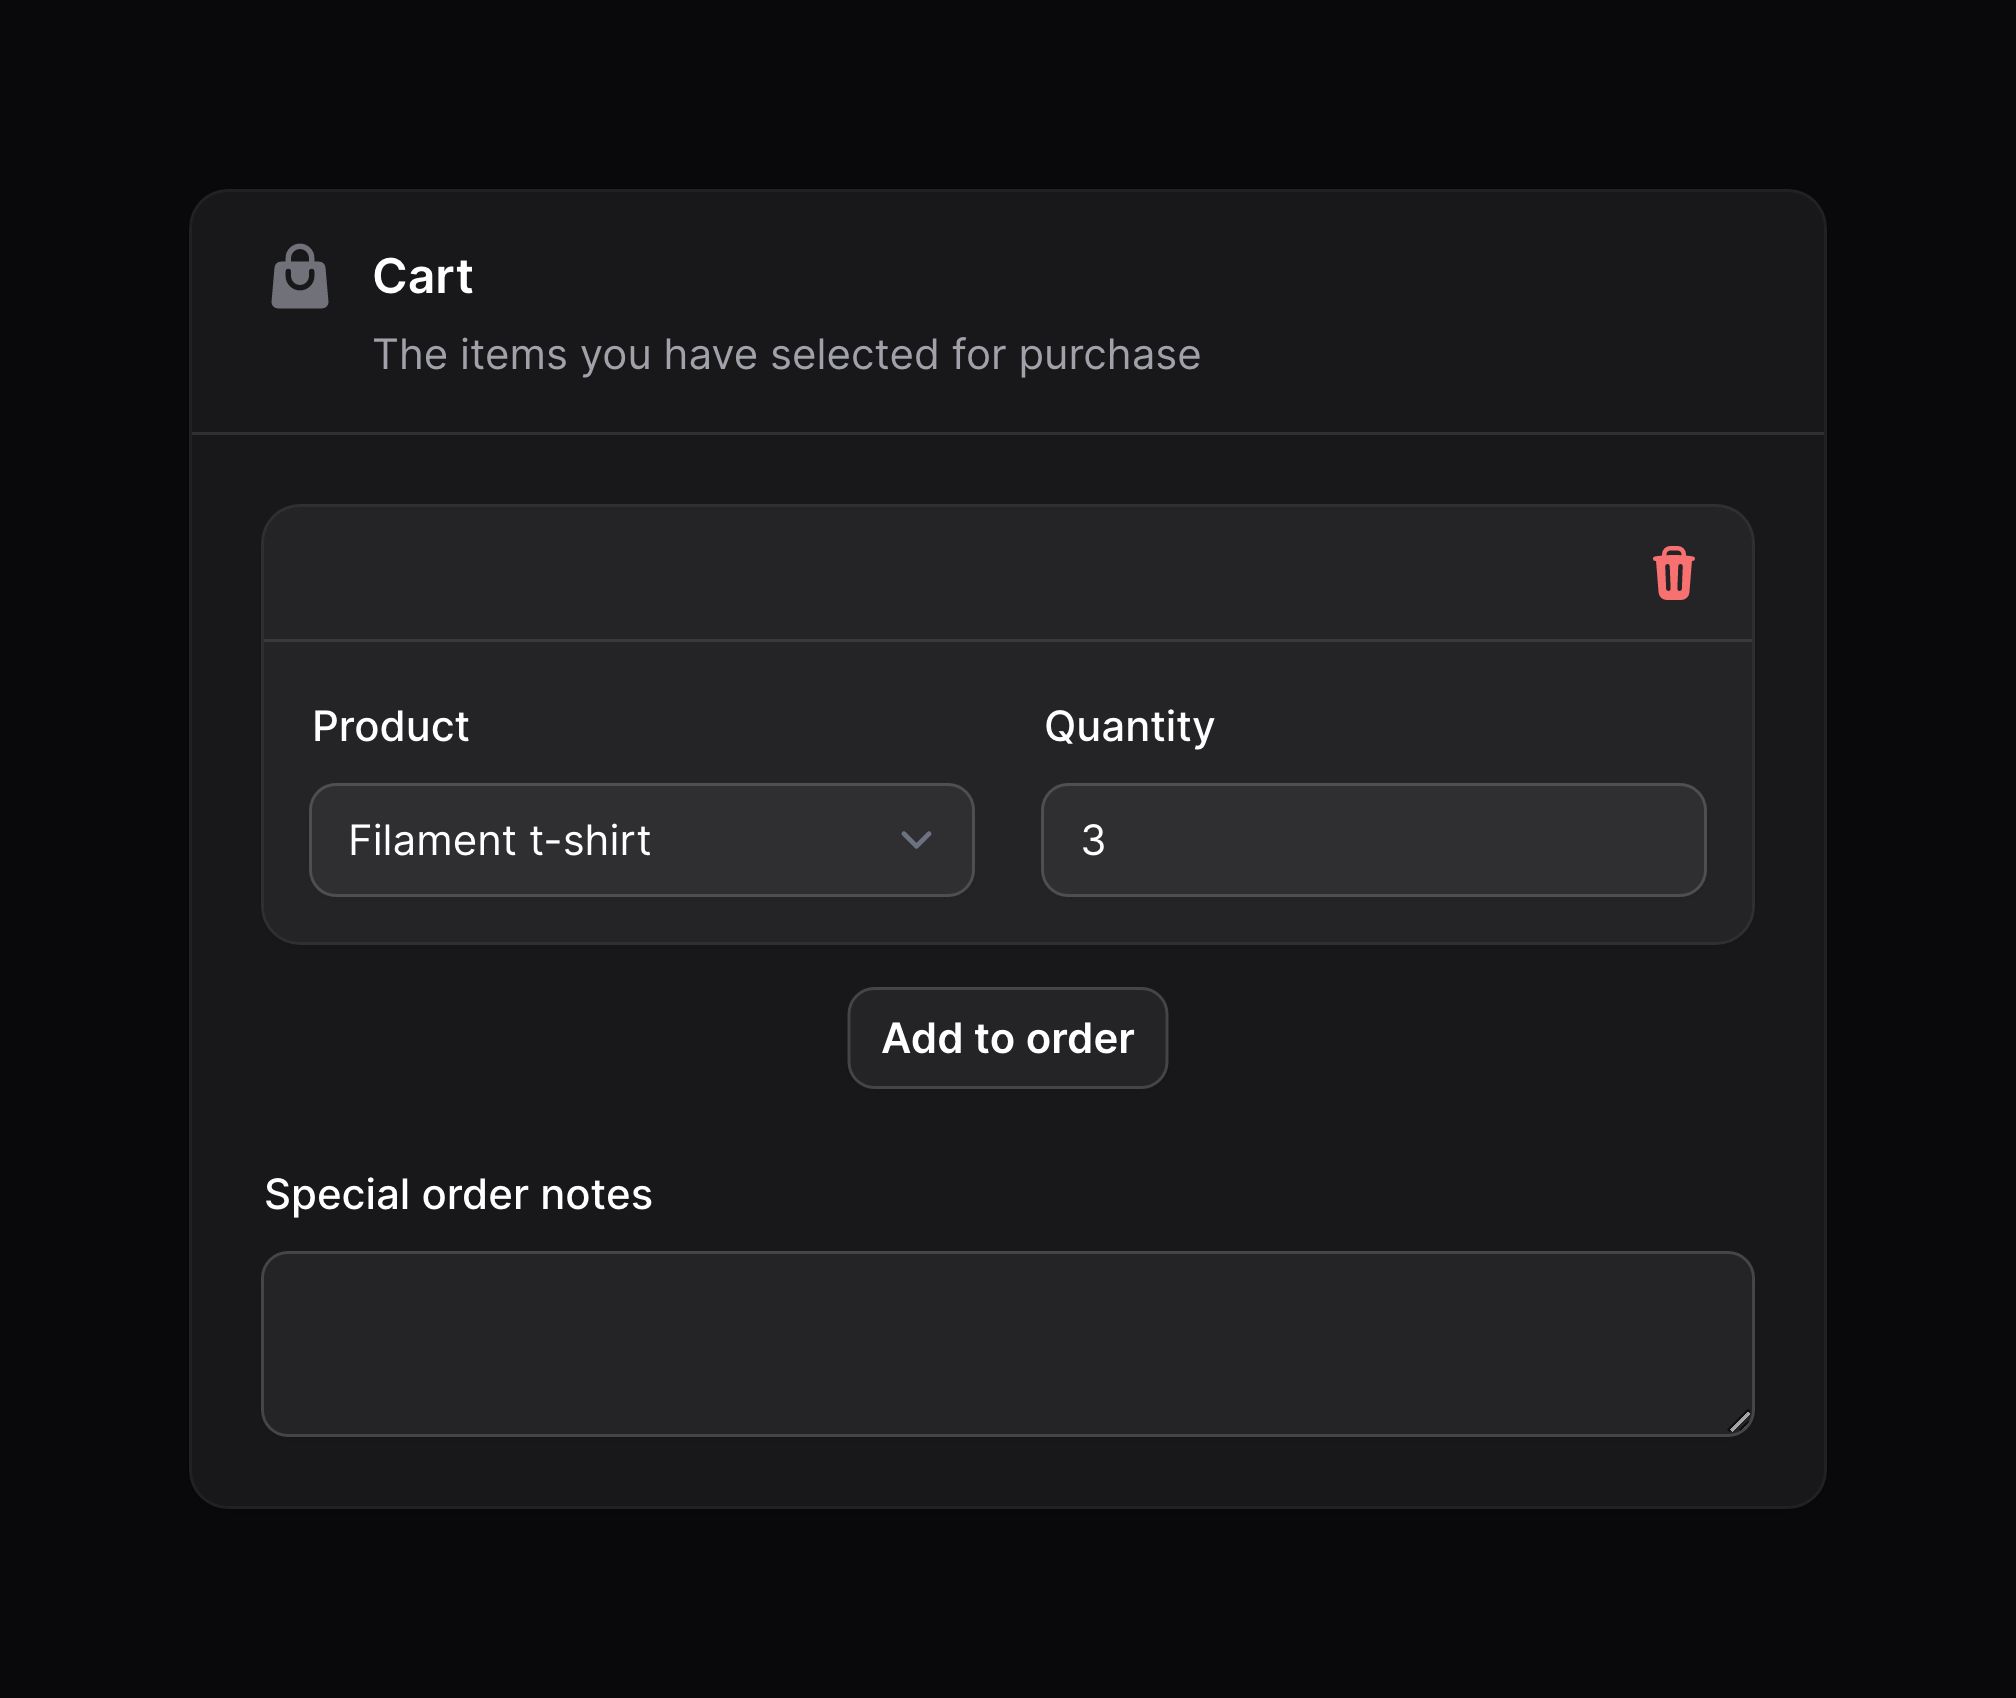 Cart
The items you have selected for purchase
Product
Quantity
Filament t-shirt
3
Add to order
Special order notes